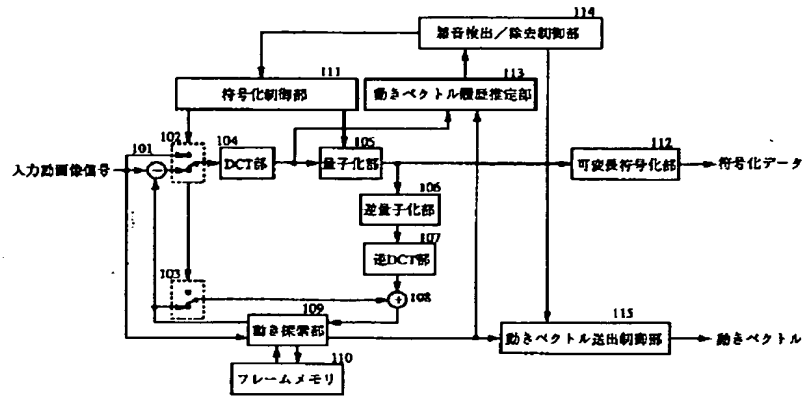 114
雑音検出／除去制御部
111
符号化制御部
113
動きベクトル履歴推定部
101
102
104
105
112
入力動画像信号
DCT部
量子化部
可変長符号化部
符号化データ
106
逆量子化部
107
逆DCT部
103
108
109
動き探索部
115
動きベクトル送出制御部
動きベクトル
110
フレームメモリ